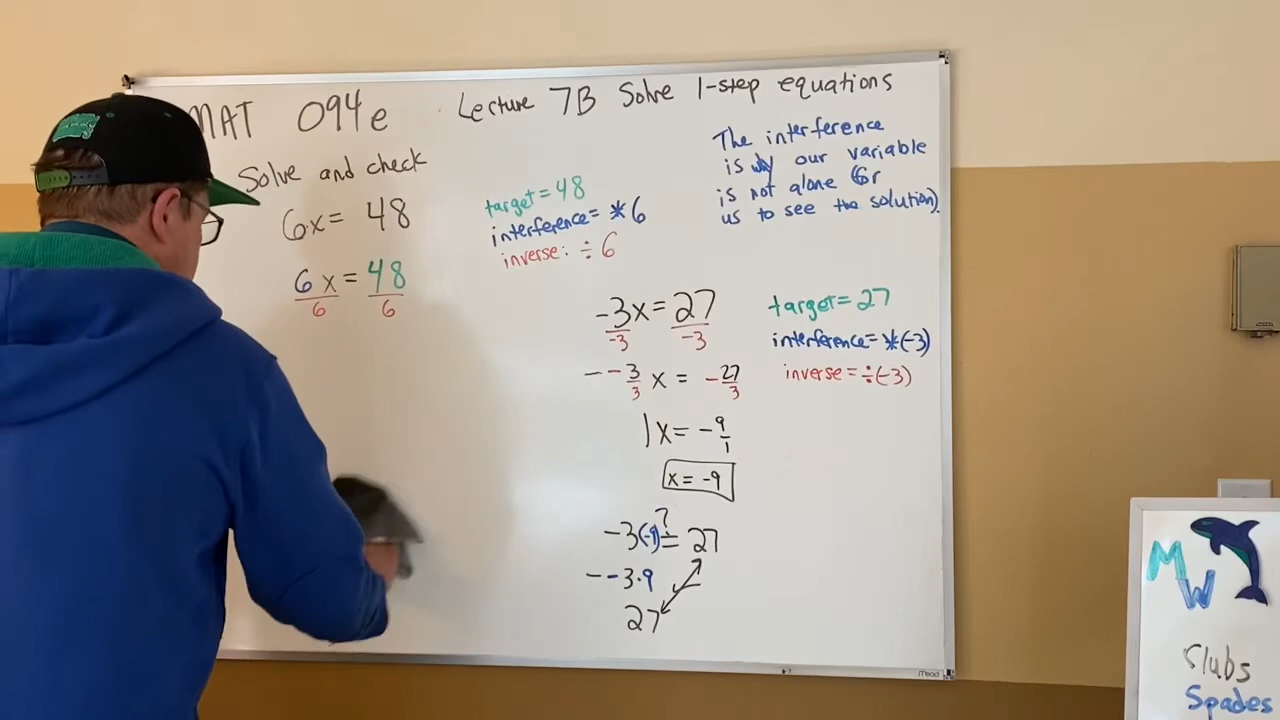 MAT 094e
Lecture 7B Solve 1-step equations
Solve and check
6x = 48
6x = 48
6 6
target = 48
interference = *6
inverse: ÷ 6
The interference
is why our variable
is not alone (for
us to see the solution).
-3x = 27
-3 -3
--3/3 x = -27/3
1x = -9/1
x = -9
-3(-9) ?= 27
--3·9
27
target = 27
interference = *(-3)
inverse = ÷(-3)
Mead
MW
Clubs
Spades